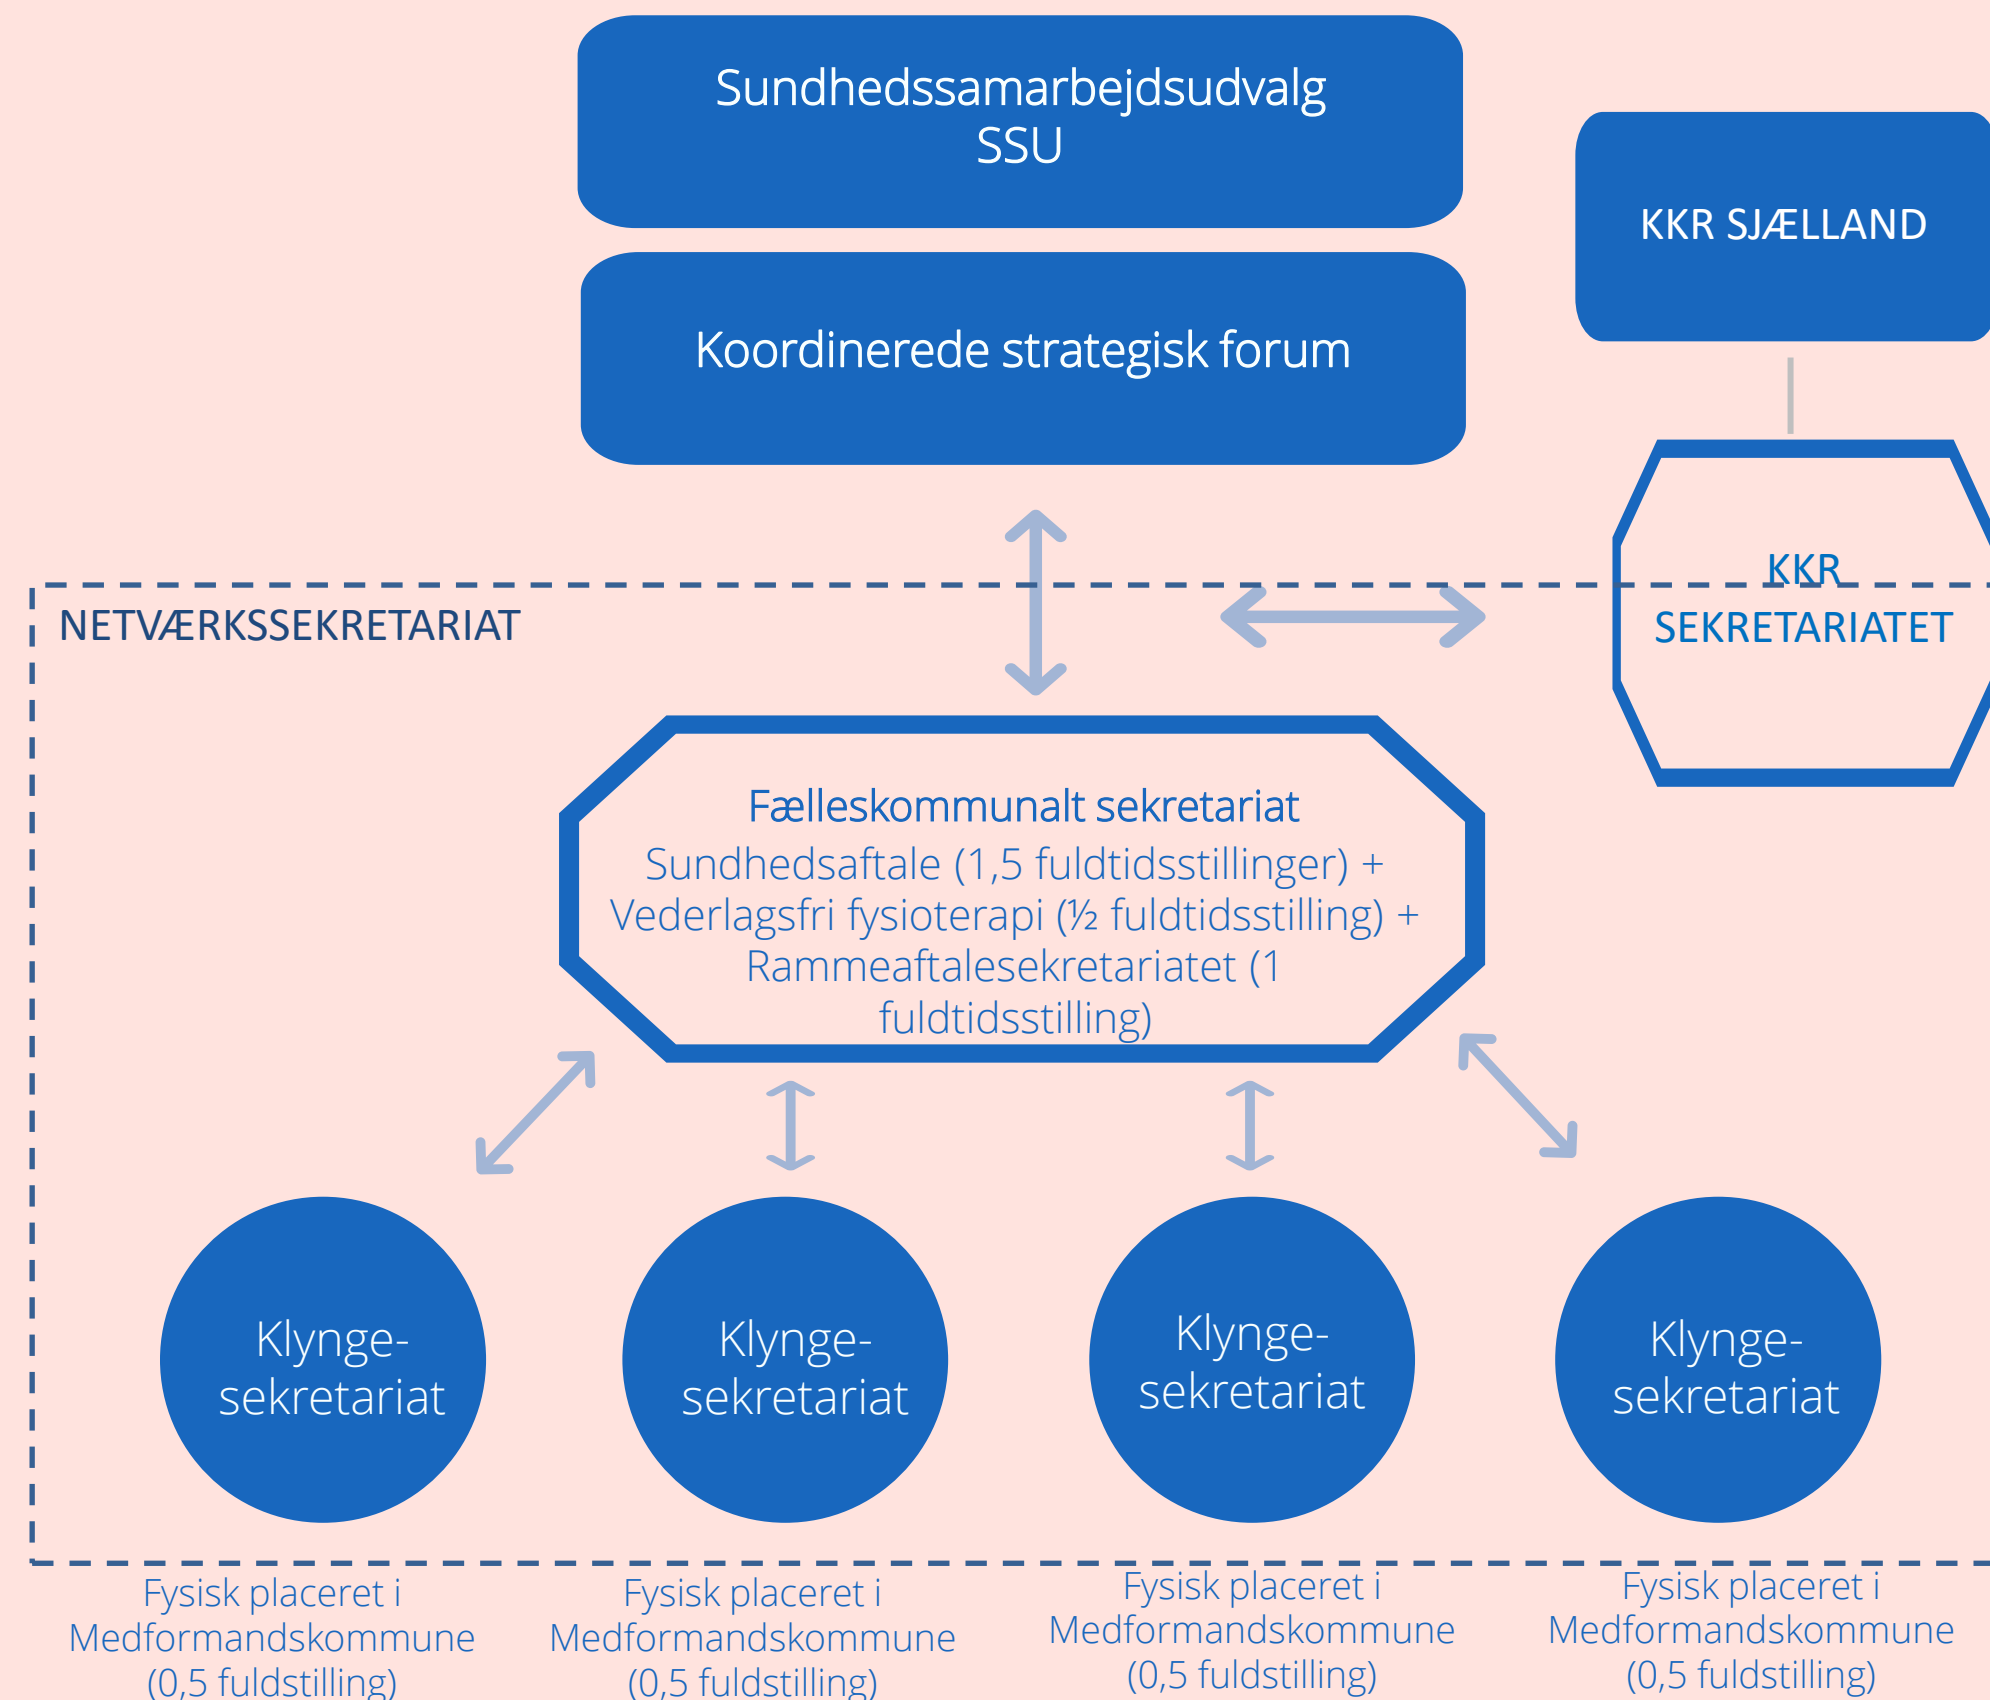 Sundhedssamarbejdsudvalg
SSU
KKR SJÆLLAND
Koordinerede strategisk forum
KKR
SEKRETARIATET
NETVÆRKSSEKRETARIAT
Fælleskommunalt sekretariat
Sundhedsaftale (1,5 fuldtidsstillinger) +
Vederlagsfri fysioterapi (½ fuldtidsstilling) +
Rammeaftalesekretariatet (1
fuldtidsstilling)
Klynge-
sekretariat
Klynge-
sekretariat
Klynge-
sekretariat
Klynge-
sekretariat
Fysisk placeret i
Medformandskommune
(0,5 fuldstilling)
Fysisk placeret i
Medformandskommune
(0,5 fuldstilling)
Fysisk placeret i
Medformandskommune
(0,5 fuldstilling)
Fysisk placeret i
Medformandskommune
(0,5 fuldstilling)